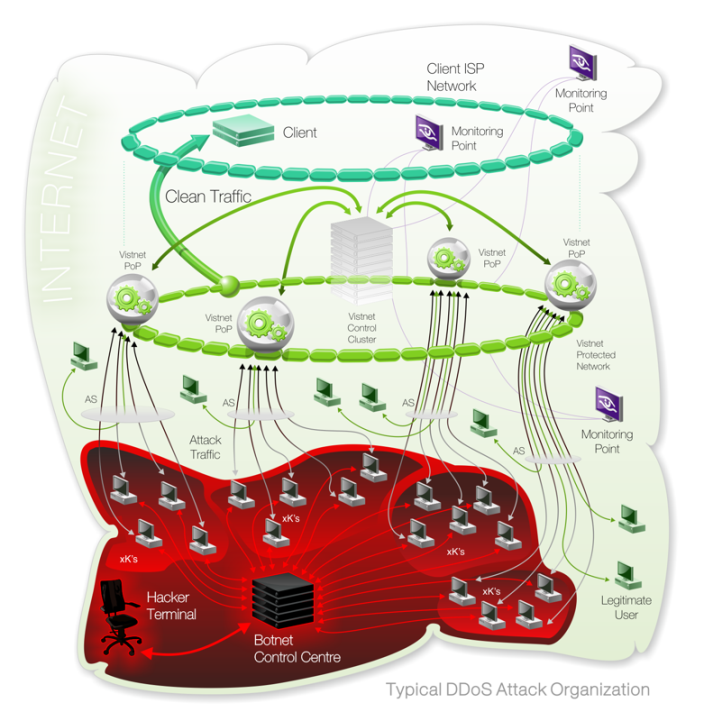 INTERNET
Client ISP
Network
Monitoring
Point
Client
Monitoring
Point
Clean Traffic
Vistnet
PoP
Vistnet
PoP
Vistnet
PoP
Vistnet
PoP
Vistnet
Control
Cluster
Vistnet
Protected
Network
AS
AS
AS
AS
Attack
Traffic
Monitoring
Point
xK's
xK's
xK's
xK's
Hacker
Terminal
Botnet
Control Centre
Legitimate
User
Typical DDoS Attack Organization